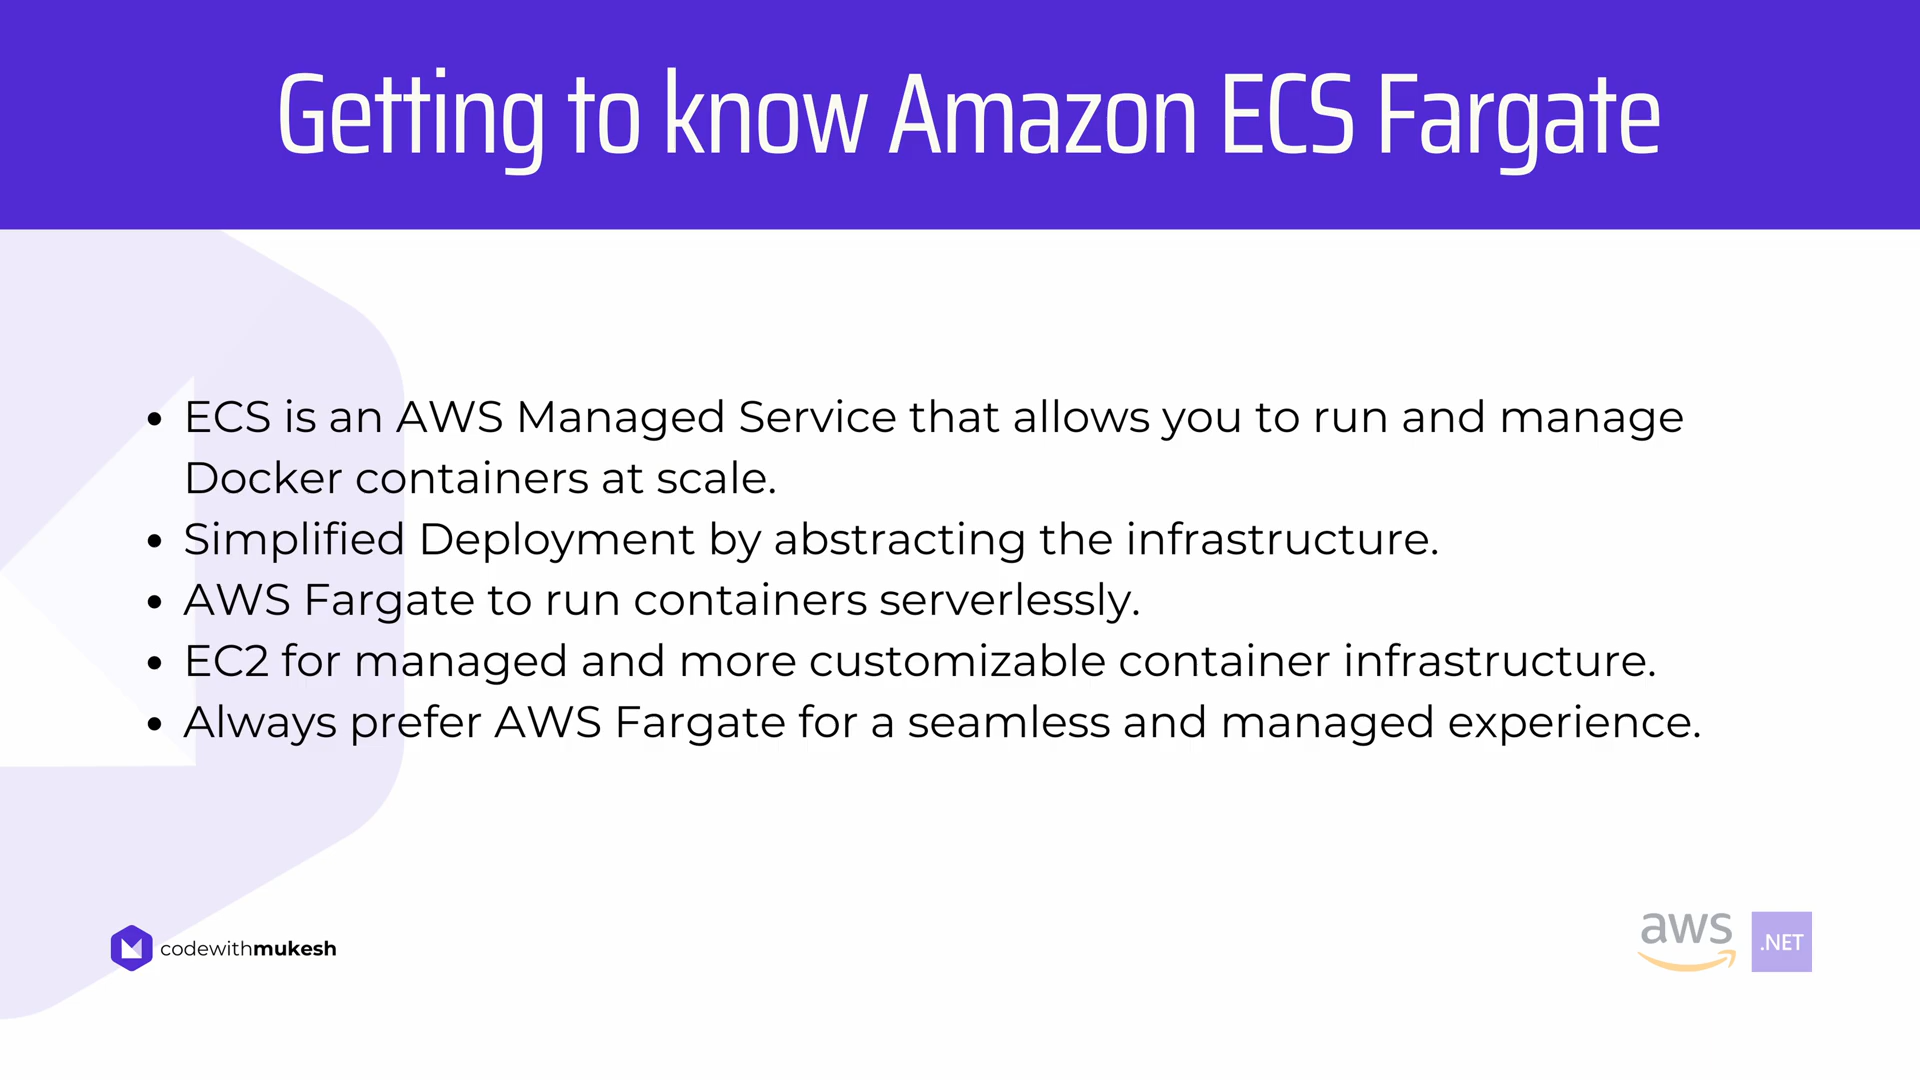 Getting to know Amazon ECS Fargate
• ECS is an AWS Managed Service that allows you to run and manage
Docker containers at scale.
• Simplified Deployment by abstracting the infrastructure.
• AWS Fargate to run containers serverlessly.
• EC2 for managed and more customizable container infrastructure.
• Always prefer AWS Fargate for a seamless and managed experience.
codewithmukesh
aws
.NET